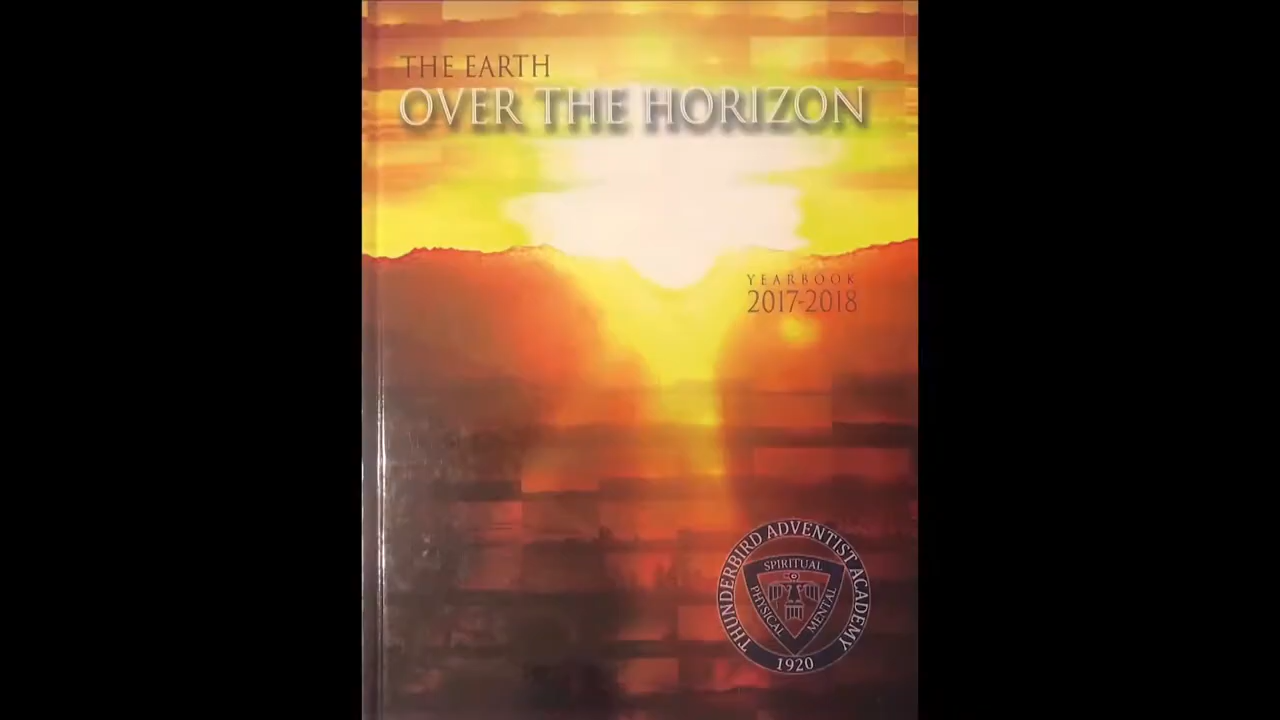 THE EARTH
OVER THE HORIZON
YEARBOOK
2017-2018
THUNDERBIRD ADVENTIST ACADEMY
SPIRITUAL
PHYSICAL
MENTAL
1920